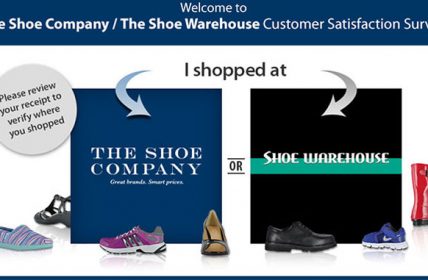 Welcome to
e Shoe Company / The Shoe Warehouse Customer Satisfaction Surv
I shopped at
Please review
your receipt to
verify where
you shopped
THE SHOE
COMPANY
Great brands. Smart prices.
OR
SHOE WAREHOUSE